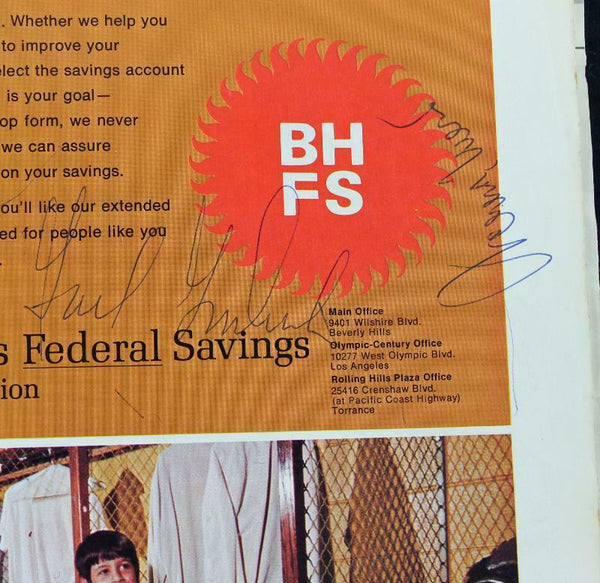 . Whether we help you
to improve your
elect the savings account
is your goal—
op form, we never
we can assure
on your savings.
ou'll like our extended
ed for people like you
.
BH
FS
Gail Goodrich
s Federal Savings
ion
Main Office
9401 Wilshire Blvd.
Beverly Hills
Olympic-Century Office
10277 West Olympic Blvd.
Los Angeles
Rolling Hills Plaza Office
25416 Crenshaw Blvd.
(at Pacific Coast Highway)
Torrance